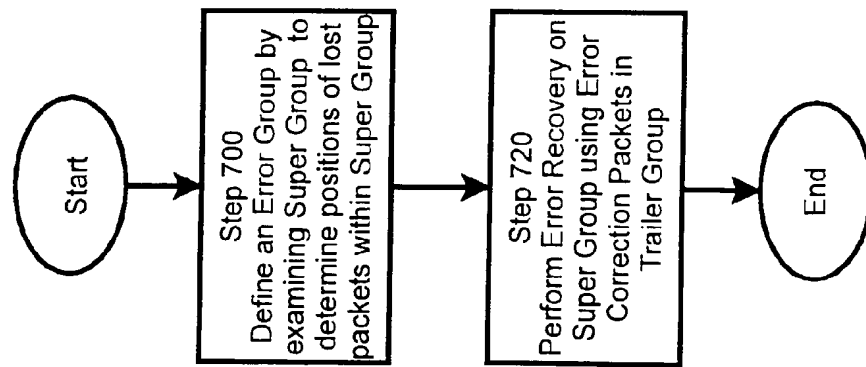 Start
Step 700
Define an Error Group by
examining Super Group to
determine positions of lost
packets within Super Group
Step 720
Perform Error Recovery on
Super Group using Error
Correction Packets in
Trailer Group
End